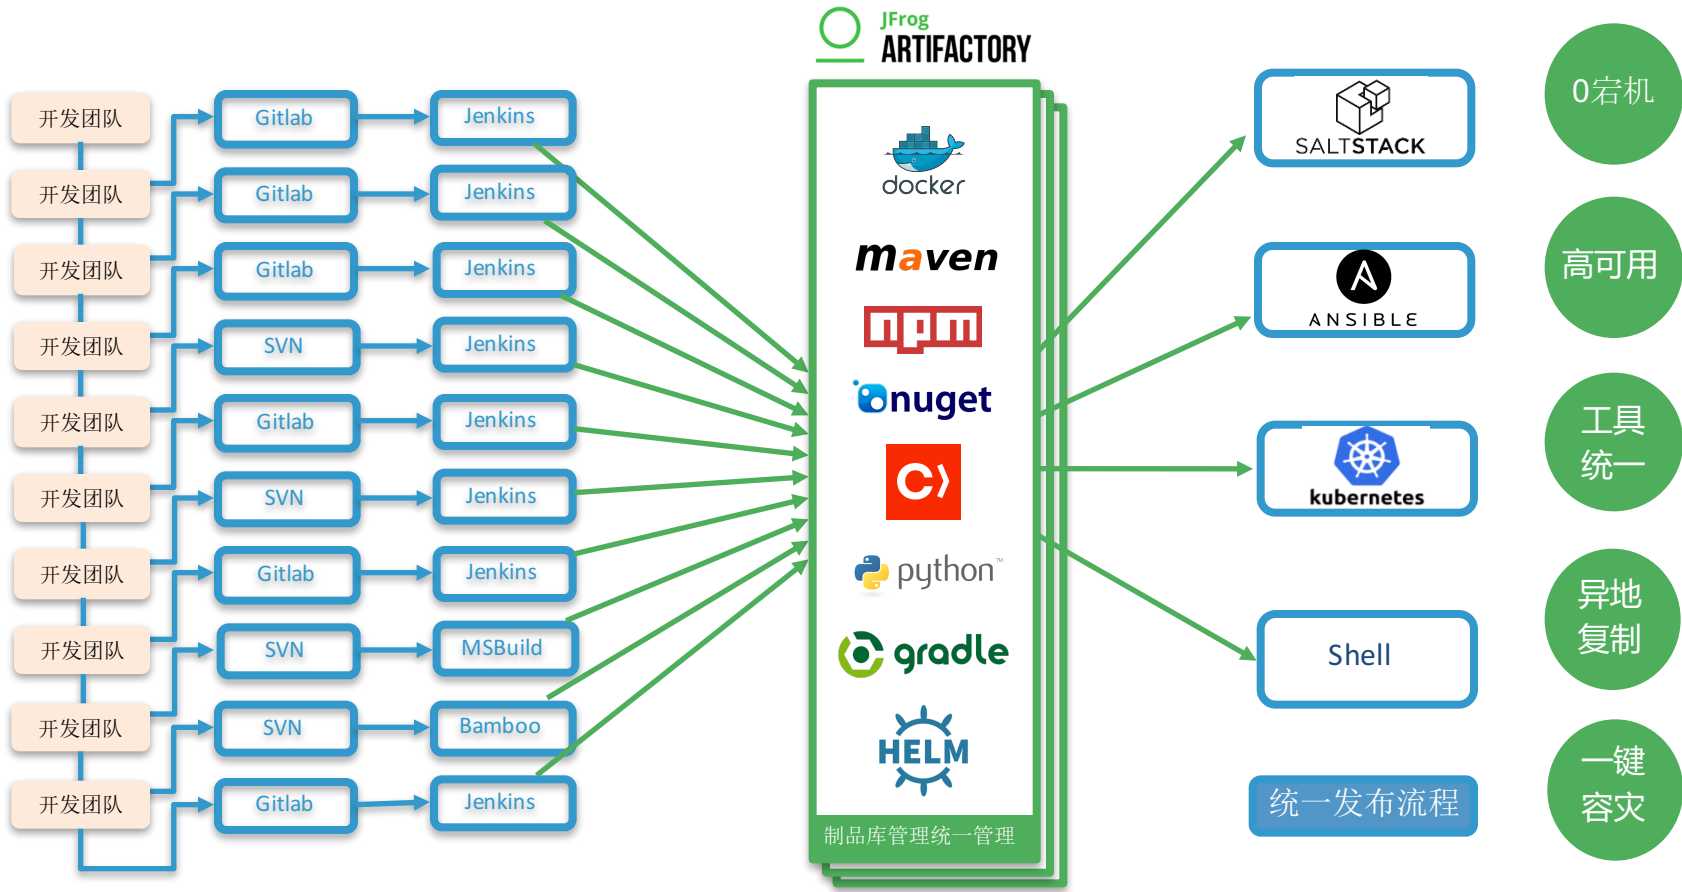 JFrog
ARTIFACTORY
开发团队
Gitlab
Jenkins
开发团队
Gitlab
Jenkins
开发团队
Gitlab
Jenkins
开发团队
SVN
Jenkins
开发团队
Gitlab
Jenkins
开发团队
SVN
Jenkins
开发团队
Gitlab
Jenkins
开发团队
SVN
MSBuild
开发团队
SVN
Bamboo
开发团队
Gitlab
Jenkins
docker
maven
npm
nuget
python™
gradle
HELM
制品库管理统一管理
SALTSTACK
ANSIBLE
kubernetes
Shell
统一发布流程
0宕机
高可用
工具
统一
异地
复制
一键
容灾